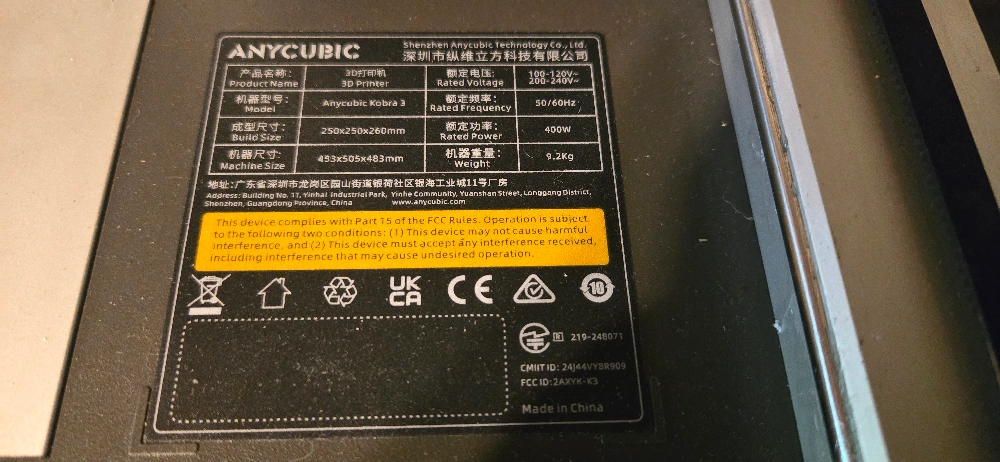 ANYCUBIC
Shenzhen Anycubic Technology Co., Ltd.
深圳市纵维立方科技有限公司
产品名称: 3D打印机 额定电压: 100-120V~
Product Name 3D Printer Rated Voltage 200-240V~
机器型号: Anycubic Kobra 3 额定频率: 50/60Hz
Model Rated Frequency
成型尺寸: 250x250x260mm 额定功率: 400W
Build Size Rated Power
机器尺寸: 453x505x483mm 机器重量: 9.2Kg
Machine Size Weight
地址:广东省深圳市龙岗区园山街道银荷社区银海工业城11号厂房
Address: Building No. 11, Yinhai Industrial Park, Yinhe Community, Yuanshan Street, Longgang District,
Shenzhen, Guangdong Province, China www.anycubic.com
This device complies with Part 15 of the FCC Rules. Operation is subject
to the following two conditions: (1) This device may not cause harmful
interference, and (2) This device must accept any interference received,
including interference that may cause undesired operation.
UK
CA CE 10
R 219-248071
CMIIT ID: 24J44VYBR909
FCC ID:2AXYK-K3
Made in China